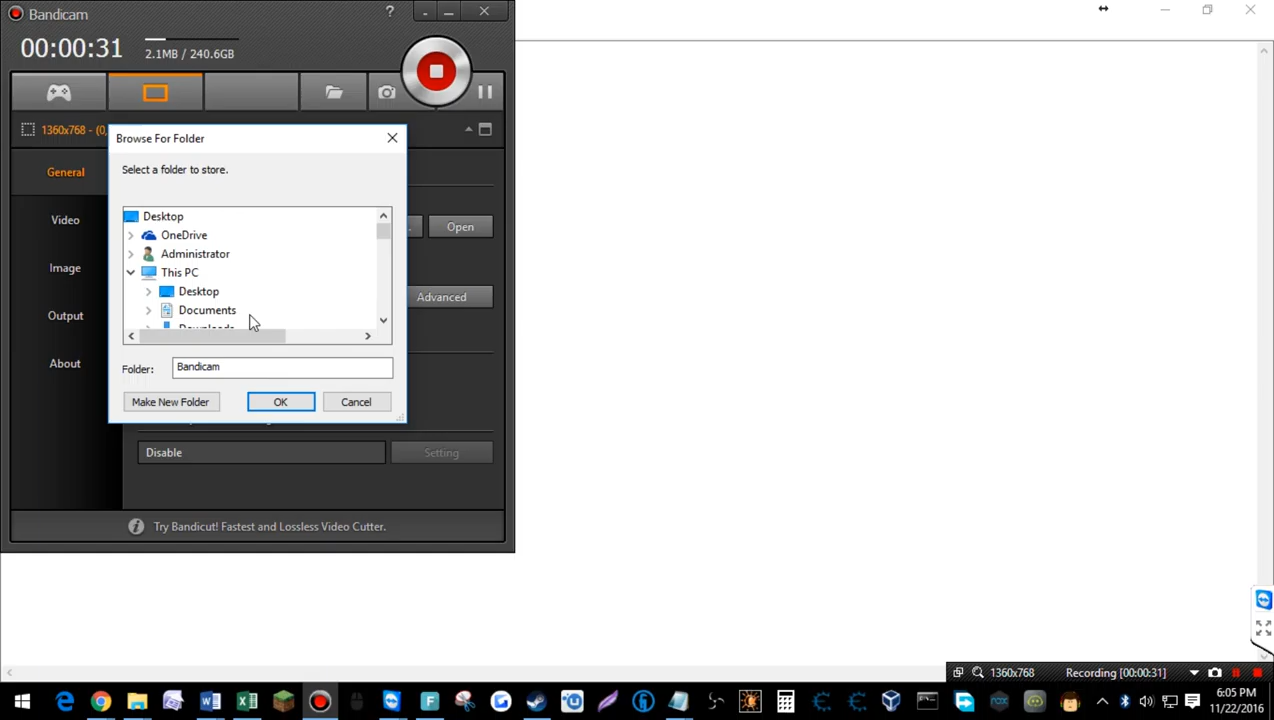 Bandicam
?
00:00:31
2.1MB / 240.6GB
1360x768 - (0,
Browse For Folder
Select a folder to store.
General
Desktop
OneDrive
Administrator
This PC
Desktop
Documents
Downloads
Video
Image
Output
About
Open
Advanced
Folder:
Bandicam
Make New Folder
OK
Cancel
Disable
Setting
Try Bandicut! Fastest and Lossless Video Cutter.
1360x768
Recording [00:00:31]
6:05 PM
11/22/2016